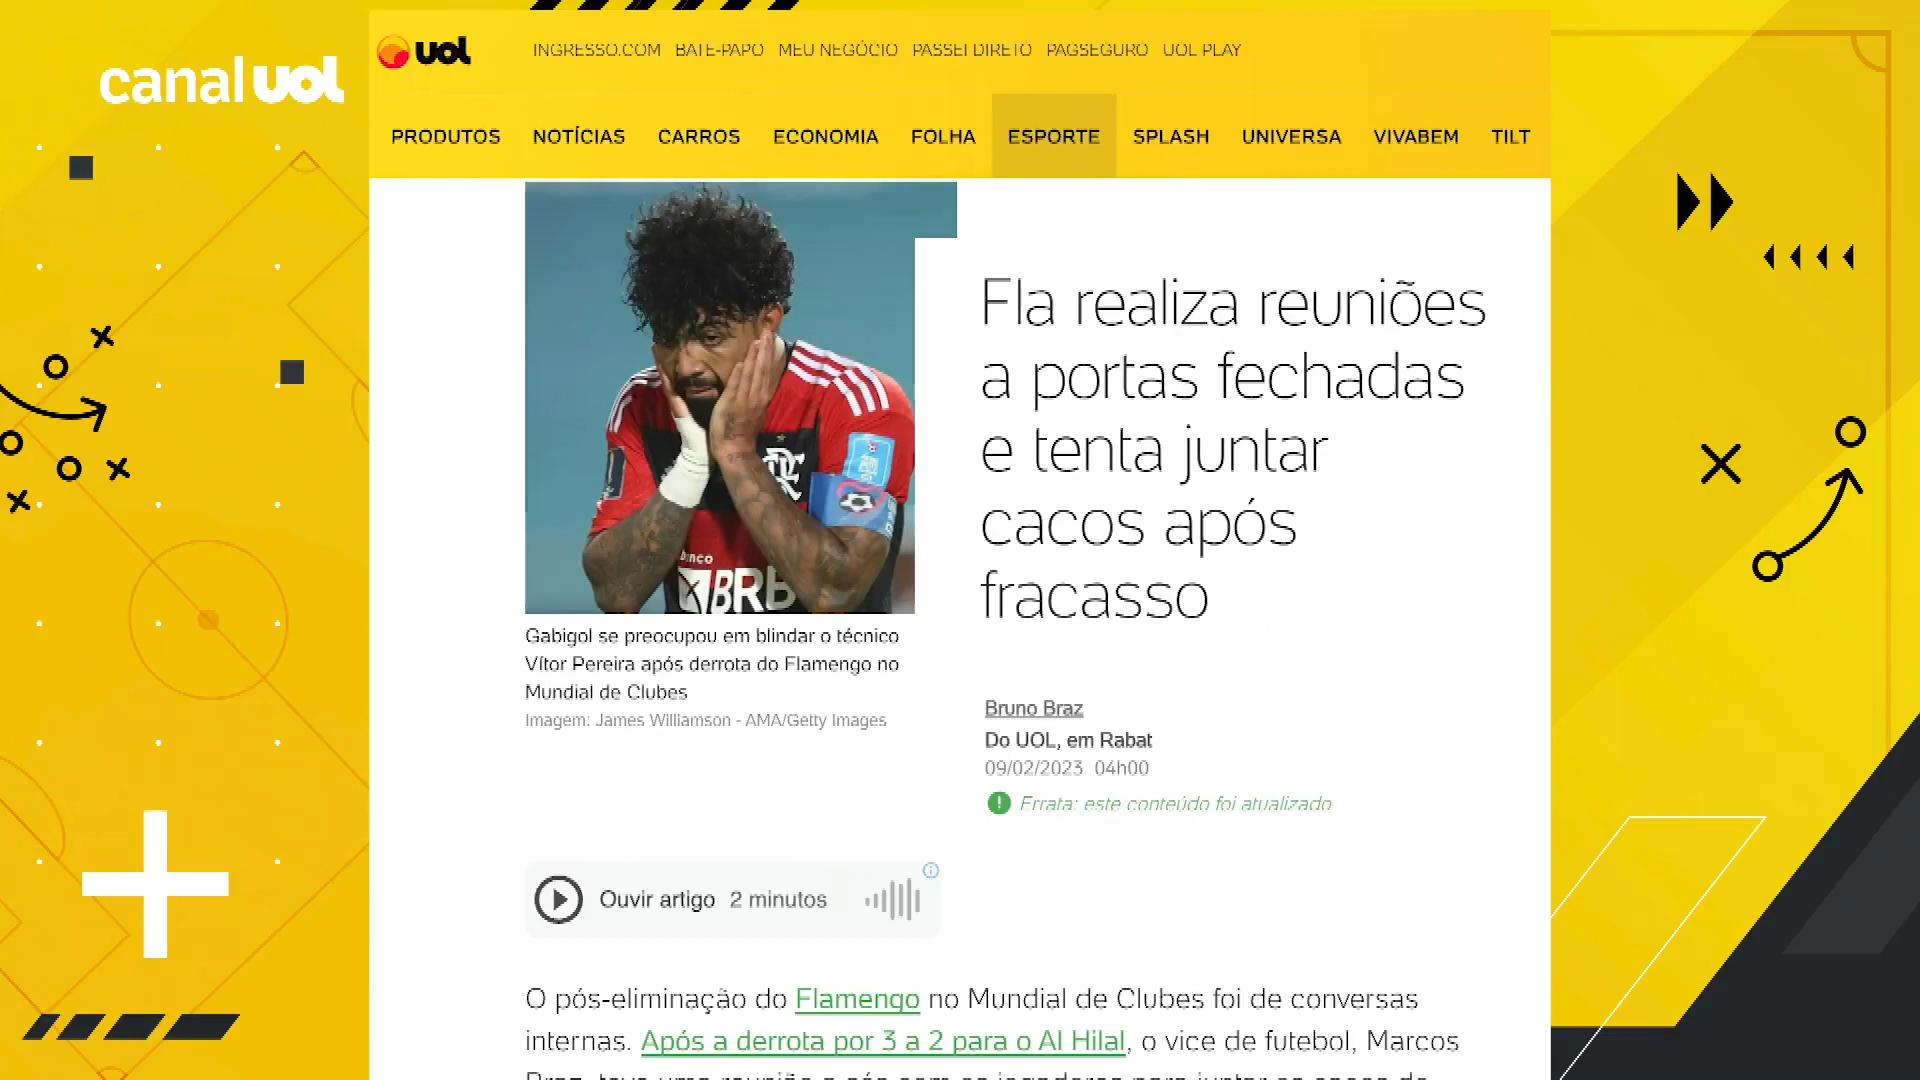 canal uol
uol
INGRESSO.COM BATE-PAPO MEU NEGÓCIO PASSEI DIRETO PAGSEGURO UOL PLAY
PRODUTOS NOTÍCIAS CARROS ECONOMIA FOLHA ESPORTE SPLASH UNIVERSA VIVABEM TILT
banco
BRB
Gabigol se preocupou em blindar o técnico
Vítor Pereira após derrota do Flamengo no
Mundial de Clubes
Imagem: James Williamson - AMA/Getty Images
Fla realiza reuniões
a portas fechadas
e tenta juntar
cacos após
fracasso
Bruno Braz
Do UOL, em Rabat
09/02/2023 04h00
Errata: este conteúdo foi atualizado
Ouvir artigo 2 minutos
O pós-eliminação do Flamengo no Mundial de Clubes foi de conversas
internas. Após a derrota por 3 a 2 para o Al Hilal, o vice de futebol, Marcos